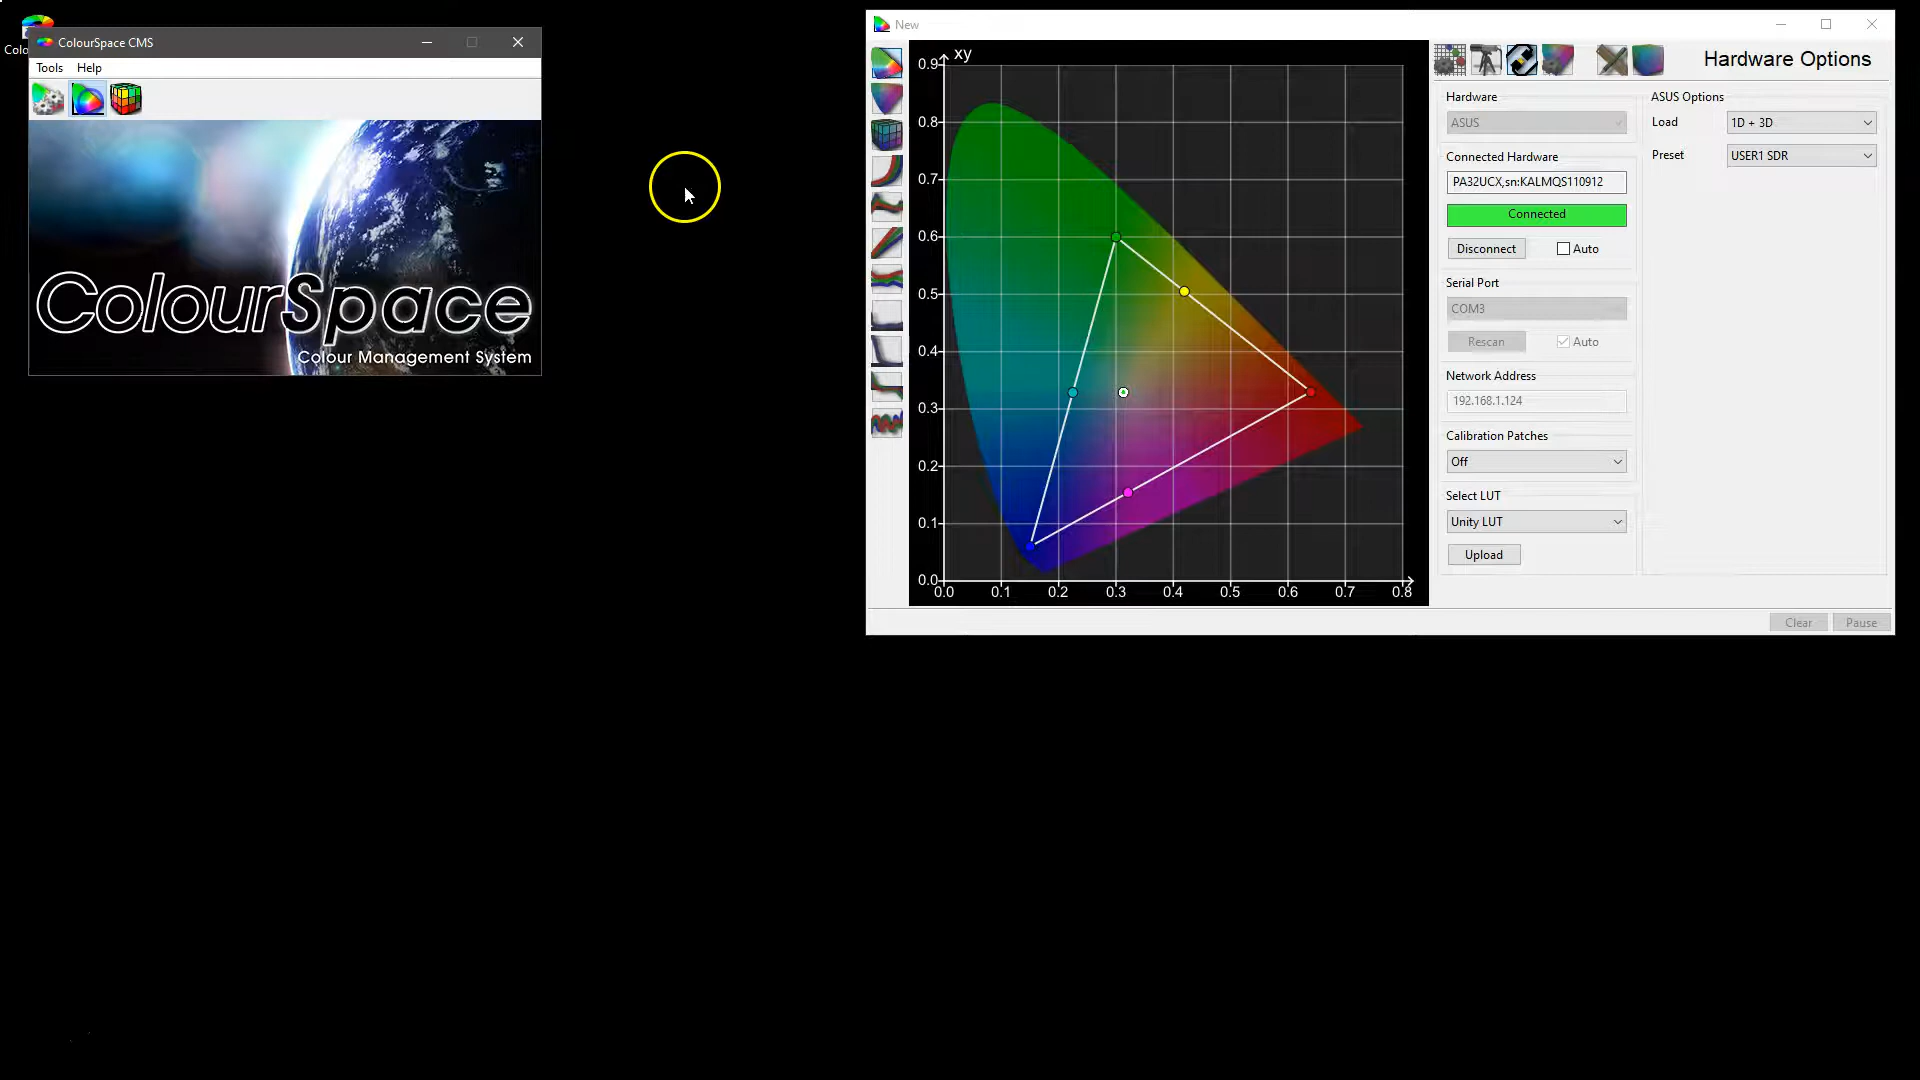 Colo
ColourSpace CMS
Tools Help
ColourSpace
Colour Management System
New
xy
0.9
0.8
0.7
0.6
0.5
0.4
0.3
0.2
0.1
0.0
0.0 0.1 0.2 0.3 0.4 0.5 0.6 0.7 0.8
Hardware Options
Hardware
ASUS
Connected Hardware
PA32UCX,sn:KALMQS110912
Connected
Disconnect Auto
Serial Port
COM3
Rescan Auto
Network Address
192.168.1.124
Calibration Patches
Off
Select LUT
Unity LUT
Upload
ASUS Options
Load 1D + 3D
Preset USER1 SDR
Clear Pause